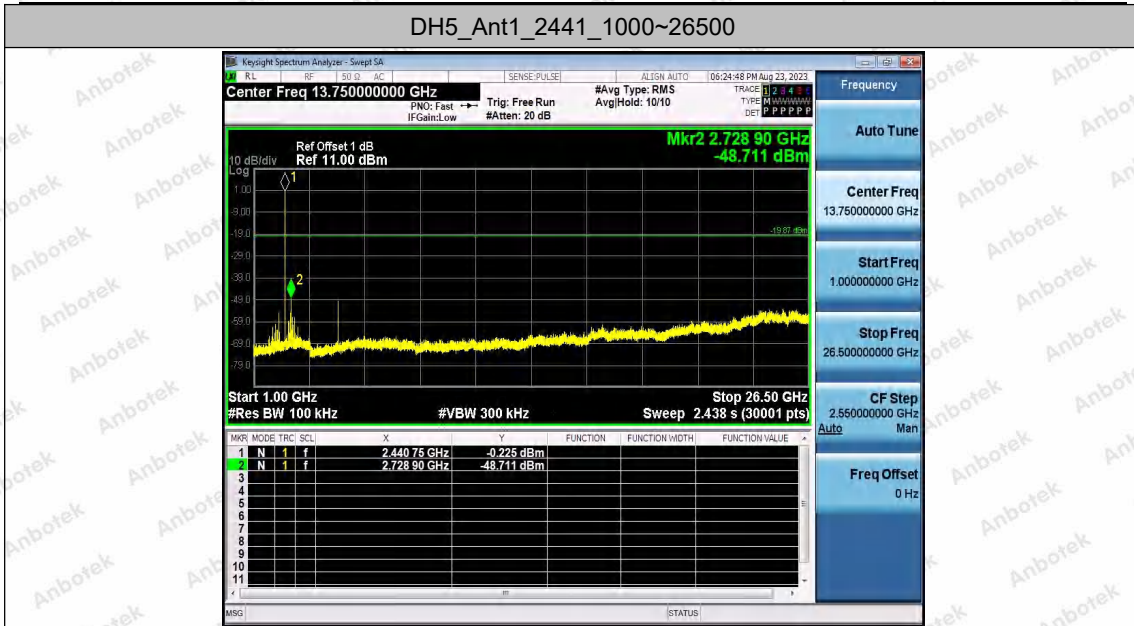 DH5_Ant1_2441_1000~26500
Keysight Spectrum Analyzer - Swept SA
RL RF 50 Ω AC SENSE:PULSE ALIGN AUTO 06:24:48 PM Aug 23, 2023
Center Freq 13.750000000 GHz
PNO: Fast
IFGain:Low
Trig: Free Run
#Atten: 20 dB
#Avg Type: RMS
Avg|Hold: 10/10
TRACE 1 2 3 4 5 6
TYPE M W W W W W
DET P P P P P P
Mkr2 2.728 90 GHz
-48.711 dBm
Ref Offset 1 dB
10 dB/div Ref 11.00 dBm
Log
1.00
-9.00
-19.0
-29.0
-39.0
-49.0
-59.0
-69.0
-79.0
1
2
-19.87 dBm
Start 1.00 GHz Stop 26.50 GHz
#Res BW 100 kHz #VBW 300 kHz Sweep 2.438 s (30001 pts)
MKR MODE TRC SCL X Y FUNCTION FUNCTION WIDTH FUNCTION VALUE
1 N 1 f 2.440 75 GHz -0.225 dBm
2 N 1 f 2.728 90 GHz -48.711 dBm
3
4
5
6
7
8
9
10
11
MSG STATUS
Frequency
Auto Tune
Center Freq
13.750000000 GHz
Start Freq
1.000000000 GHz
Stop Freq
26.500000000 GHz
CF Step
2.550000000 GHz
Auto Man
Freq Offset
0 Hz
Anbotek